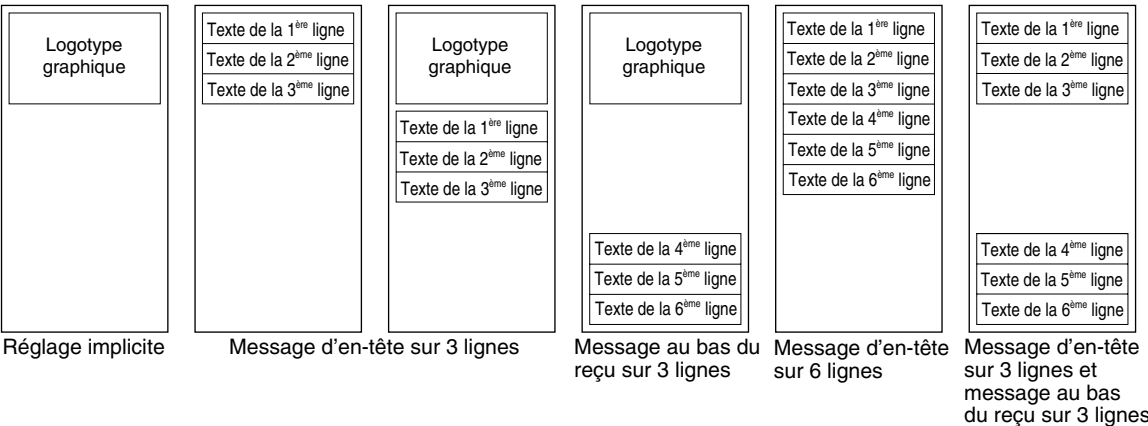 Logotype
graphique
Réglage implicite
Texte de la 1ère ligne
Texte de la 2ème ligne
Texte de la 3ème ligne
Logotype
graphique
Texte de la 1ère ligne
Texte de la 2ème ligne
Texte de la 3ème ligne
Message d'en-tête sur 3 lignes
Logotype
graphique
Texte de la 4ème ligne
Texte de la 5ème ligne
Texte de la 6ème ligne
Message au bas du
reçu sur 3 lignes
Texte de la 1ère ligne
Texte de la 2ème ligne
Texte de la 3ème ligne
Texte de la 4ème ligne
Texte de la 5ème ligne
Texte de la 6ème ligne
Message d'en-tête
sur 6 lignes
Texte de la 1ère ligne
Texte de la 2ème ligne
Texte de la 3ème ligne
Texte de la 4ème ligne
Texte de la 5ème ligne
Texte de la 6ème ligne
Message d'en-tête
sur 3 lignes et
message au bas
du reçu sur 3 lignes